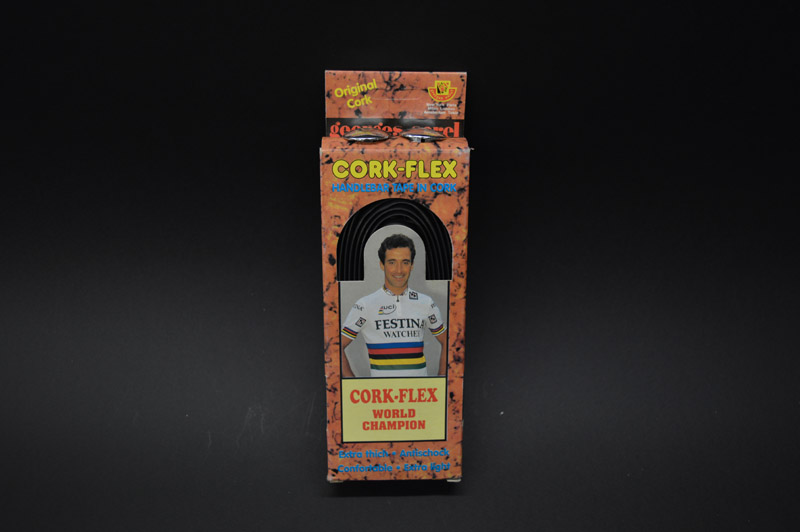 Original
Cork
CORK-FLEX
HANDLEBAR TAPE IN CORK
FESTINA
WATCHES
CORK-FLEX
WORLD
CHAMPION
Extra thick • Antischock
Confortable • Extra light